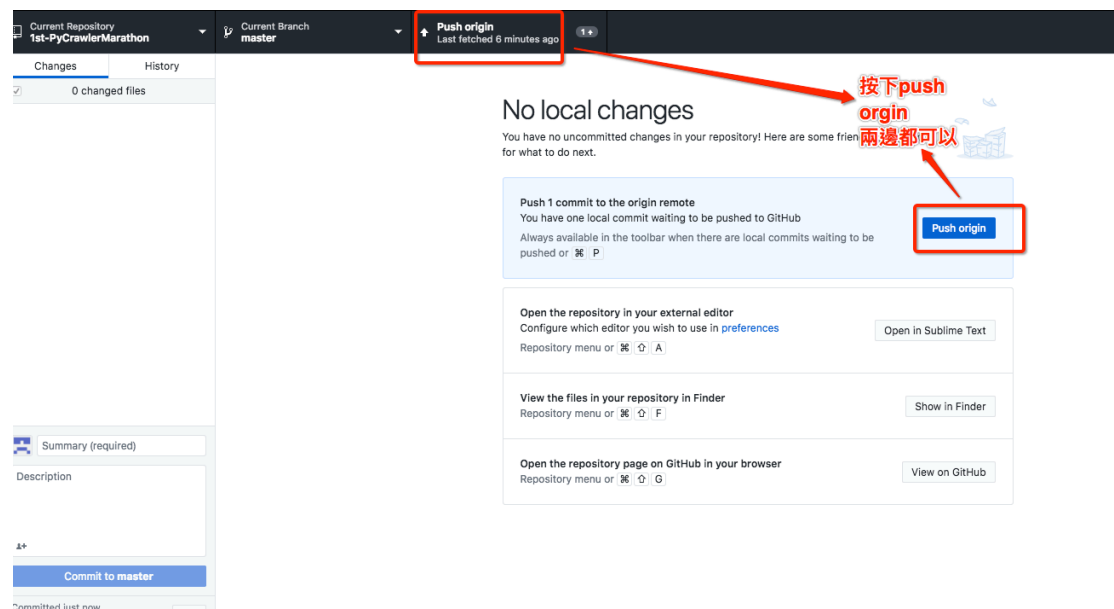 Current Repository
1st-PyCrawlerMarathon
Current Branch
master
Push origin
Last fetched 6 minutes ago
1
Changes
History
0 changed files
按下push
orgin
兩邊都可以
No local changes
You have no uncommitted changes in your repository! Here are some frien
for what to do next.
Push 1 commit to the origin remote
You have one local commit waiting to be pushed to GitHub
Always available in the toolbar when there are local commits waiting to be
pushed or ⌘ P
Push origin
Open the repository in your external editor
Configure which editor you wish to use in preferences
Repository menu or ⌘ ⇧ A
Open in Sublime Text
View the files in your repository in Finder
Repository menu or ⌘ ⇧ F
Show in Finder
Open the repository page on GitHub in your browser
Repository menu or ⌘ ⇧ G
View on GitHub
Summary (required)
Description
Commit to master
Committed just now